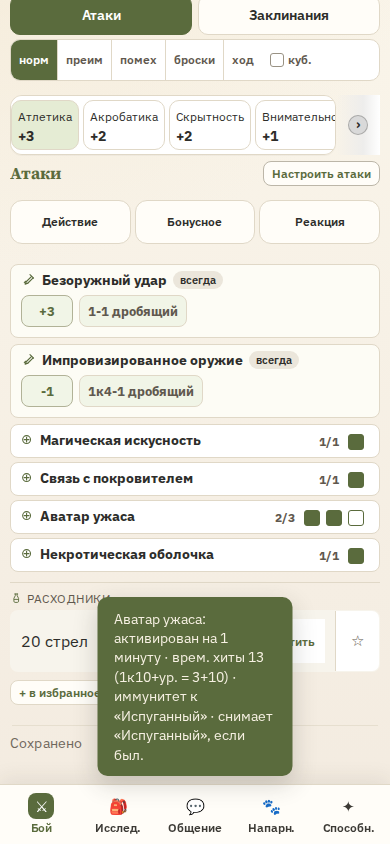 Атаки
Заклинания
норм
преим
помех
броски
ход
куб.
Атлетика
+3
Акробатика
+2
Скрытность
+2
Внимательно
+1
Атаки
Настроить атаки
Действие
Бонусное
Реакция
Безоружный удар
всегда
+3
1-1 дробящий
Импровизированное оружие
всегда
-1
1к4-1 дробящий
Магическая искусность
1/1
Связь с покровителем
1/1
Аватар ужаса
2/3
Некротическая оболочка
1/1
РАСХОДНИКИ
20 стрел
тить
+ в избранное
Сохранено
Аватар ужаса:
активирован на 1
минуту · врем. хиты 13
(1к10+ур. = 3+10) ·
иммунитет к
«Испуганный» · снимает
«Испуганный», если
был.
Бой
Исслед.
Общение
Напарн.
Способн.